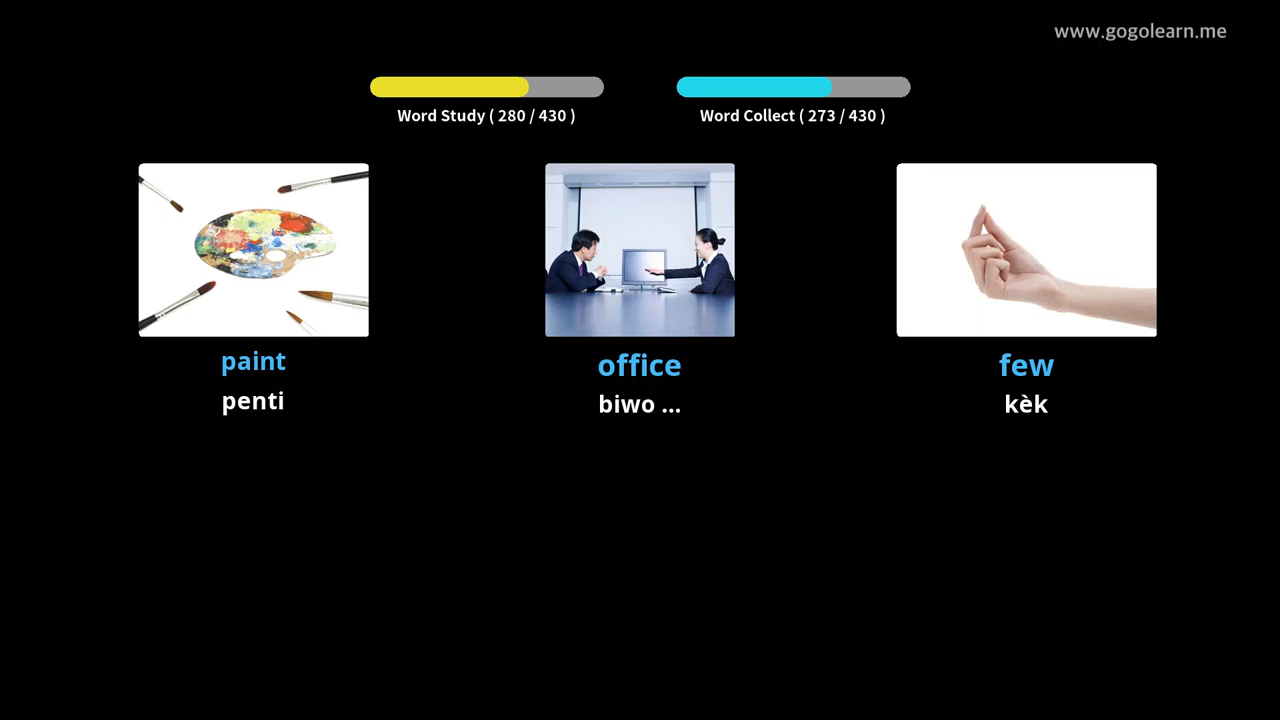 www.gogolearn.me
Word Study ( 280 / 430 )
Word Collect ( 273 / 430 )
paint
penti
office
biwo ...
few
kèk